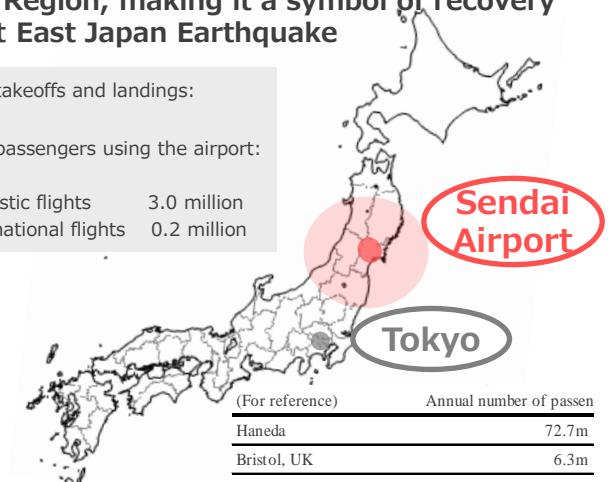 Region, making it a symbol of recovery
t East Japan Earthquake
takeoffs and landings:
passengers using the airport:
stic flights 3.0 million
national flights 0.2 million
Sendai
Airport
Tokyo
(For reference) Annual number of passen
Haneda 72.7m
Bristol, UK 6.3m